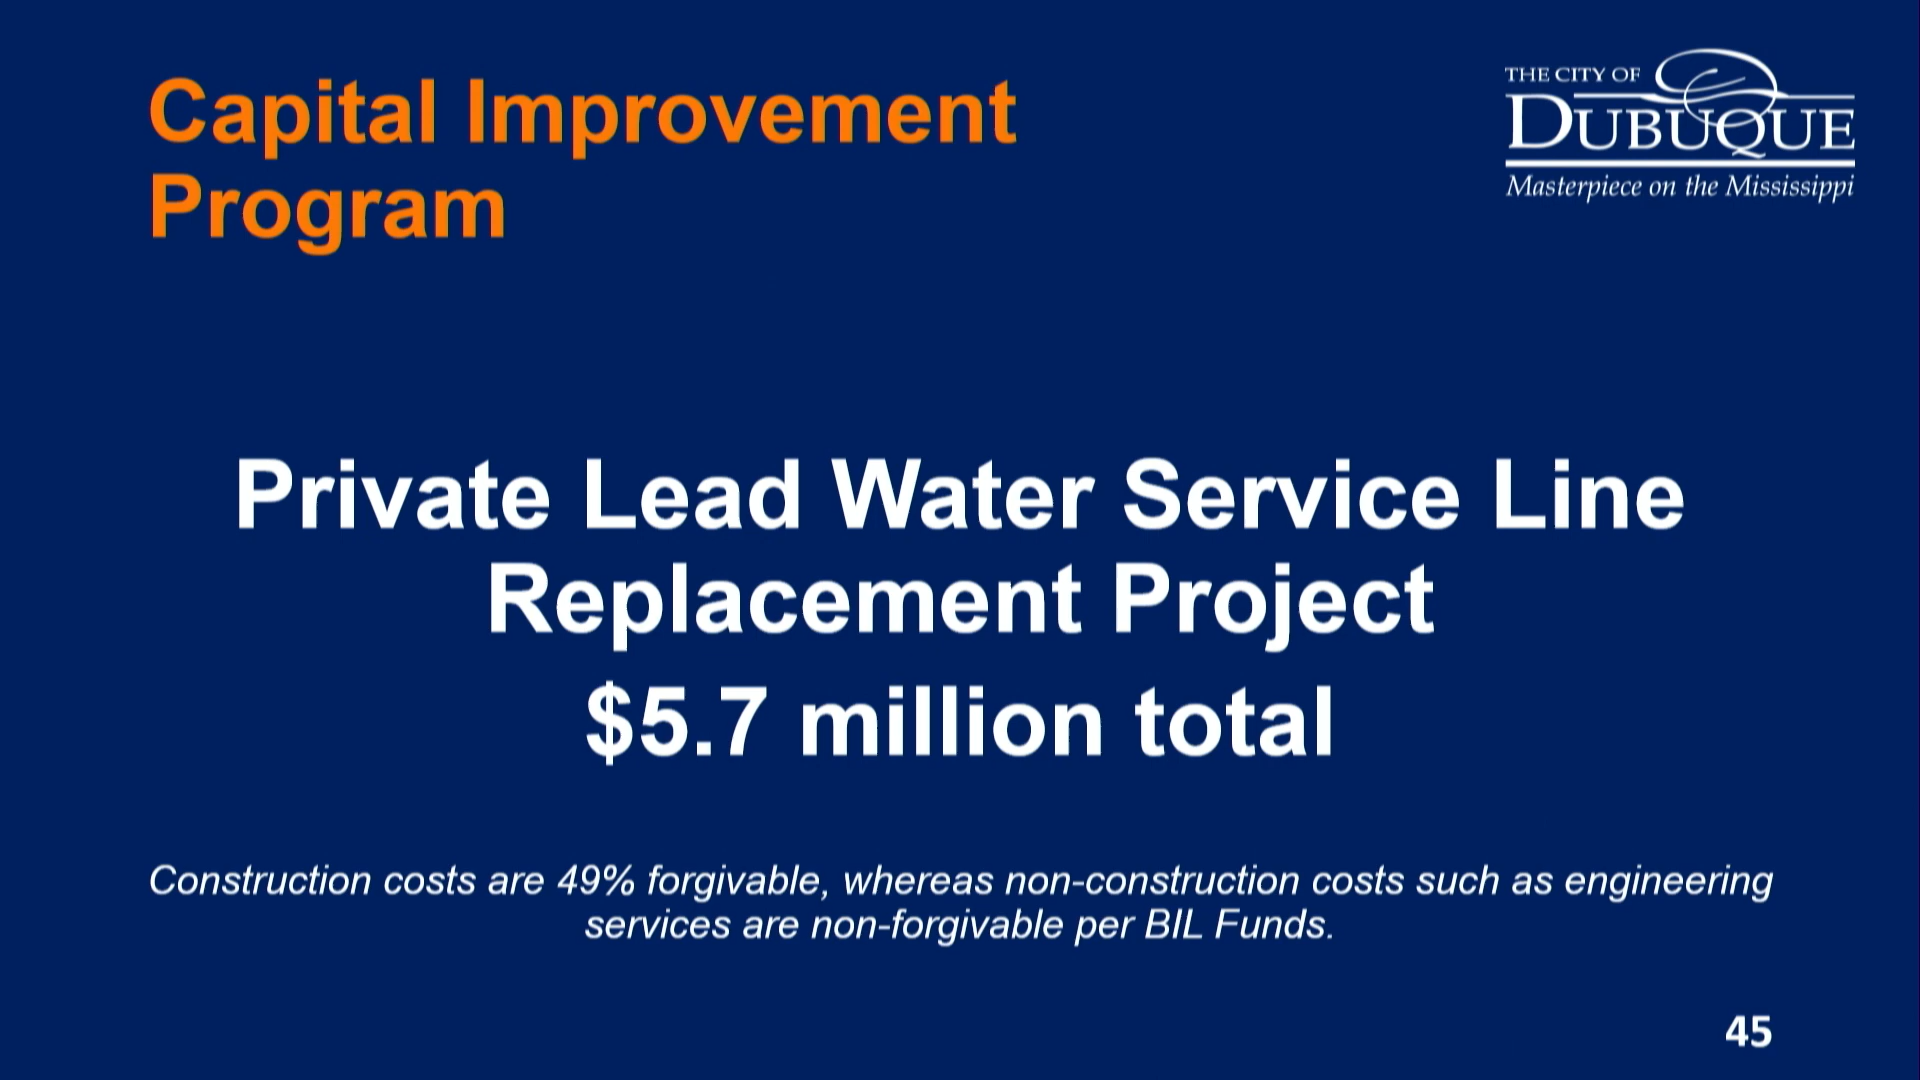 Capital Improvement
Program
THE CITY OF
DUBUQUE
Masterpiece on the Mississippi
Private Lead Water Service Line
Replacement Project
$5.7 million total
Construction costs are 49% forgivable, whereas non-construction costs such as engineering
services are non-forgivable per BIL Funds.
45